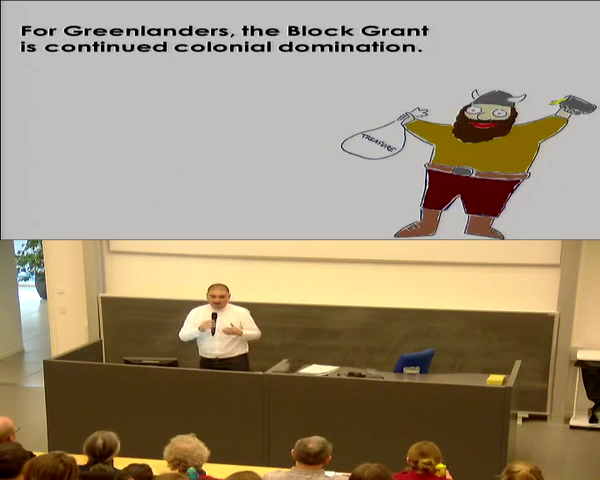 For Greenlanders, the Block Grant
is continued colonial domination.
TREASURE